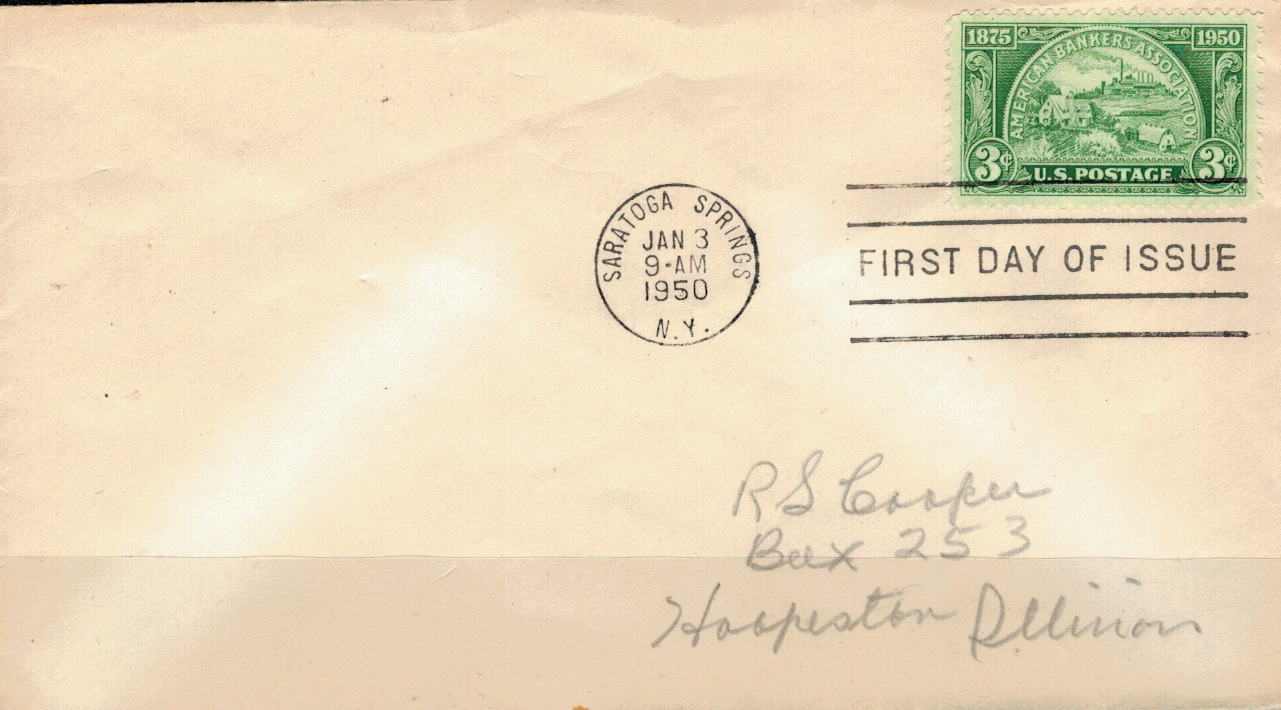 1875 1950
AMERICAN BANKERS ASSOCIATION
3¢ 3¢
U.S. POSTAGE
SARATOGA SPRINGS
JAN 3
9-AM
1950
N.Y.
FIRST DAY OF ISSUE
R S Cooper
Box 253
Hoopeston Illinois